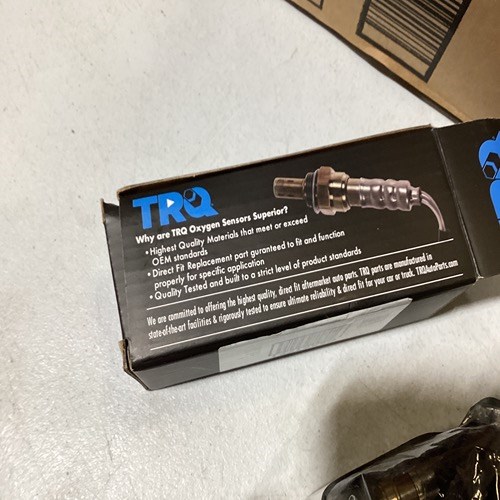 TRQ
Why are TRQ Oxygen Sensors Superior?
•Highest Quality Materials that meet or exceed
OEM standards
•Direct Fit Replacement part guranteed to fit and function
properly for specific application
•Quality Tested and built to a strict level of product standards
We are committed to offering the highest quality, direct fit aftermarket auto parts. TRQ parts are manufactured in
state-of-the-art facilities & rigorously tested to ensure ultimate reliability & direct fit for your car or truck. TRQAutoParts.com